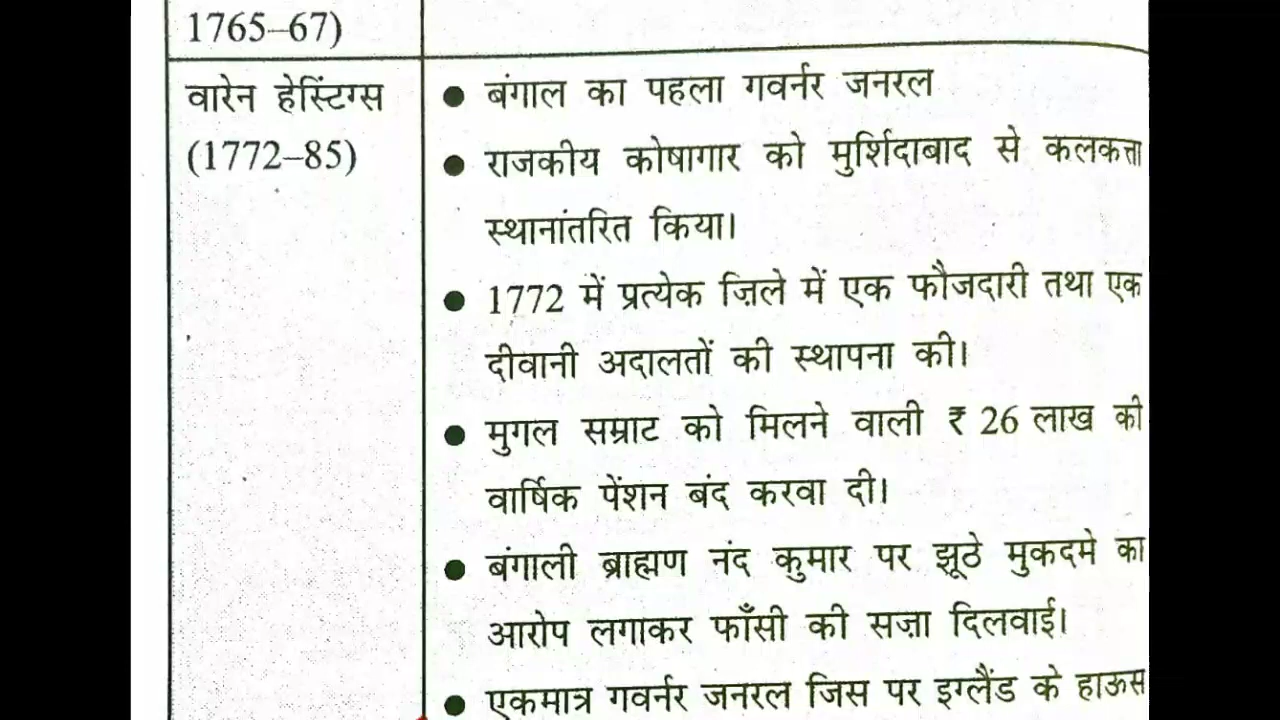 1765–67)
वारेन हेस्टिंग्स
(1772–85)
● बंगाल का पहला गवर्नर जनरल
● राजकीय कोषागार को मुर्शिदाबाद से कलकत्ता
स्थानांतरित किया।
● 1772 में प्रत्येक ज़िले में एक फौजदारी तथा एक
दीवानी अदालतों की स्थापना की।
● मुगल सम्राट को मिलने वाली ₹ 26 लाख की
वार्षिक पेंशन बंद करवा दी।
● बंगाली ब्राह्मण नंद कुमार पर झूठे मुकदमे का
आरोप लगाकर फाँसी की सज़ा दिलवाई।
● एकमात्र गवर्नर जनरल जिस पर इग्लैंड के हाऊस